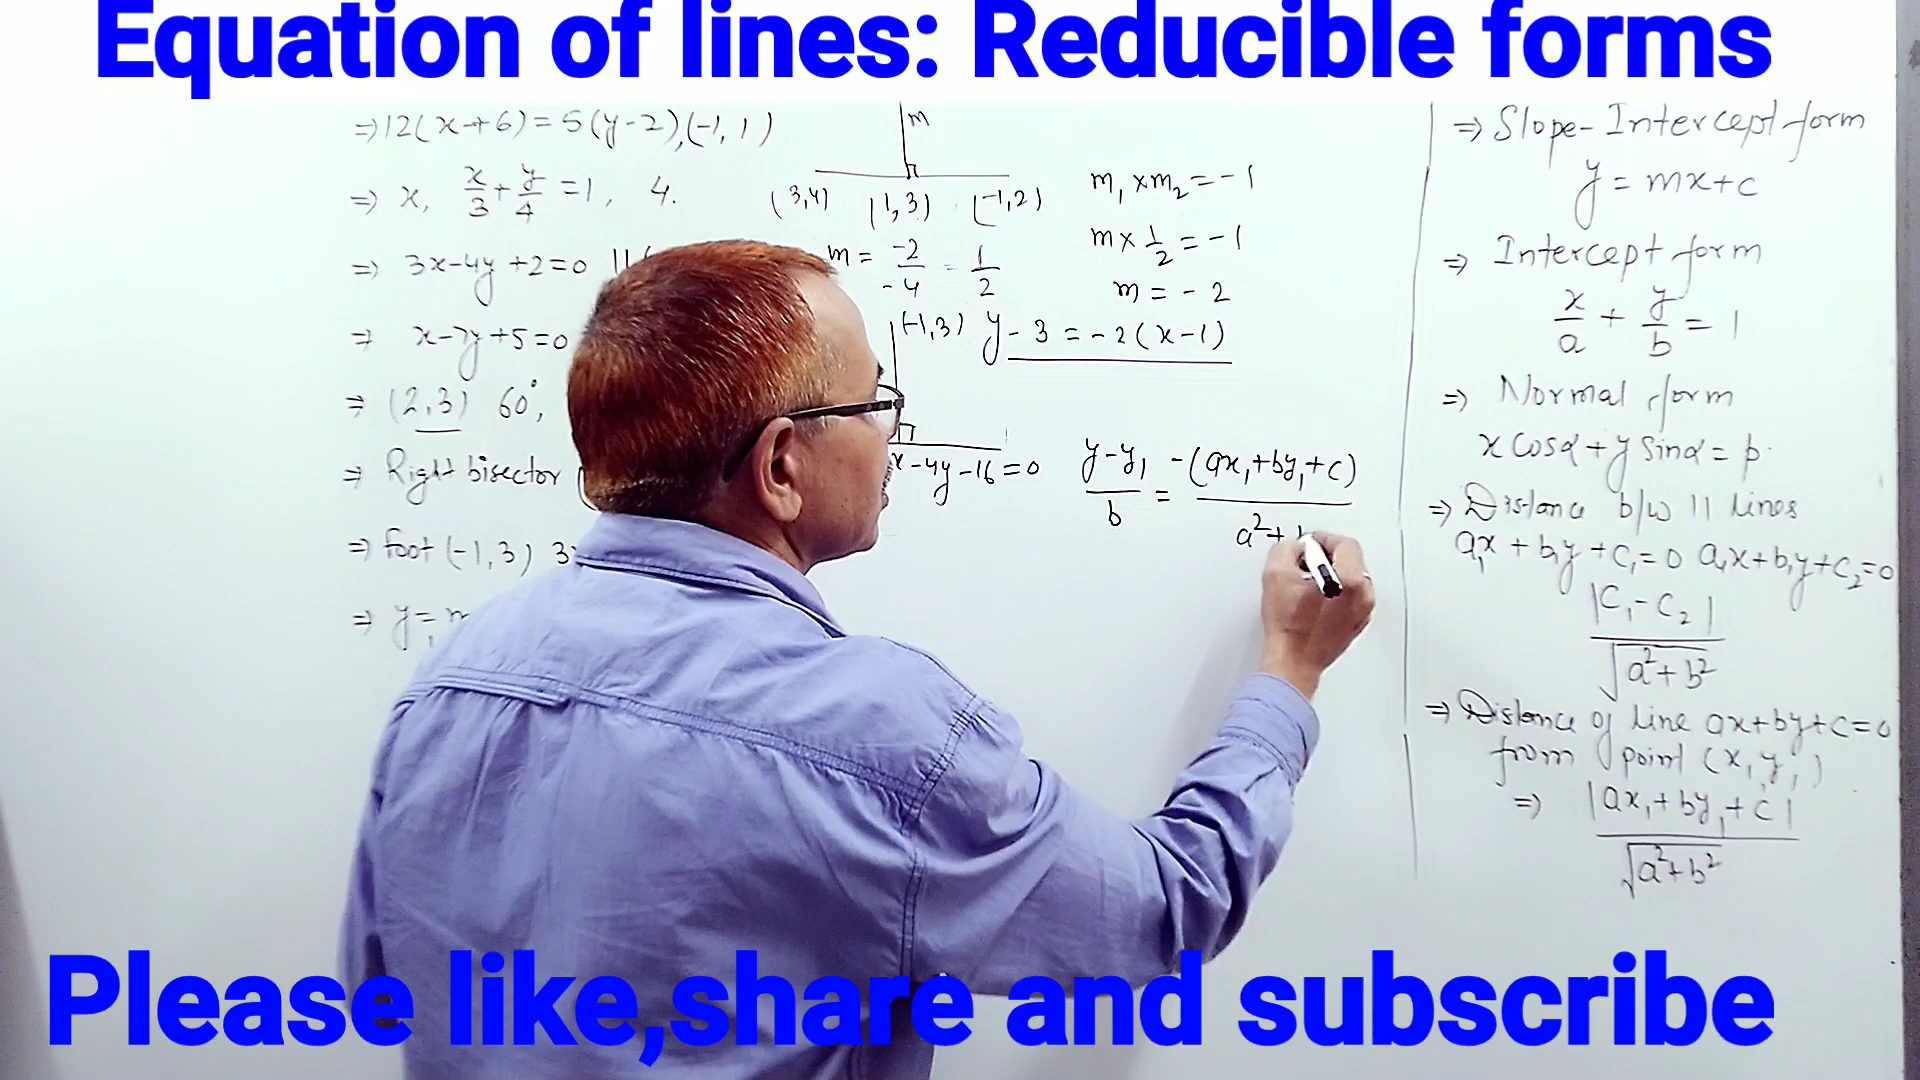 Equation of lines: Reducible forms
⇒ 12(x+6) = 5(y-2), (-1, 1)
⇒ x, x/3 + y/4 = 1, 4.
⇒ 3x-4y+2=0 ||
⇒ x-7y+5=0
⇒ (2,3) 60°,
⇒ Right bisector (
⇒ foot (-1,3) 3
⇒ y=
m
(3,4) (1,3) (-1,2)
m = -2/-4 = 1/2
(-1,3)
x-4y-16=0
m₁ × m₂ = -1
m × 1/2 = -1
m = -2
y-3 = -2(x-1)
(y-y₁)/b = -(ax₁+by₁+c)/a²+
⇒ Slope-Intercept form
y = mx+c
⇒ Intercept form
x/a + y/b = 1
⇒ Normal form
x Cosα + y Sinα = p.
⇒ Distance b/w || lines
a₁x + b₁y + c₁=0 a₁x+b₁y+c₂=0
|C₁-C₂|
√a²+b²
⇒ Distance of line ax+by+c=0
from point (x₁y₁)
⇒ |ax₁+by₁+c|
√a²+b²
Please like,share and subscribe